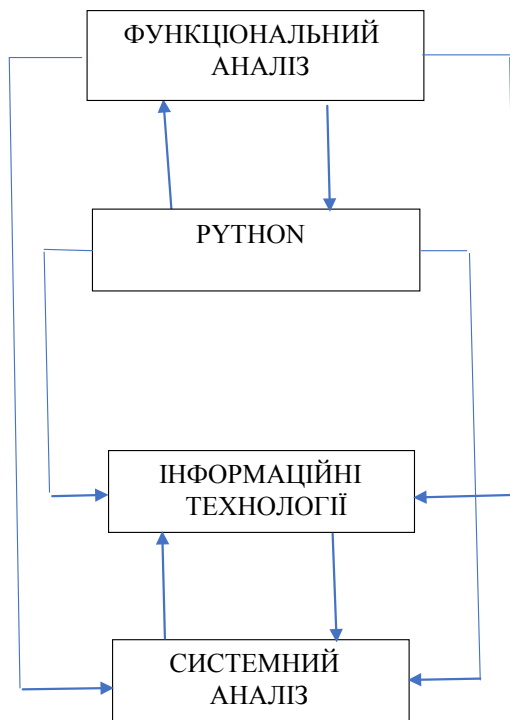 ФУНКЦІОНАЛЬНИЙ
АНАЛІЗ
PYTHON
ІНФОРМАЦІЙНІ
ТЕХНОЛОГІЇ
СИСТЕМНИЙ
АНАЛІЗ